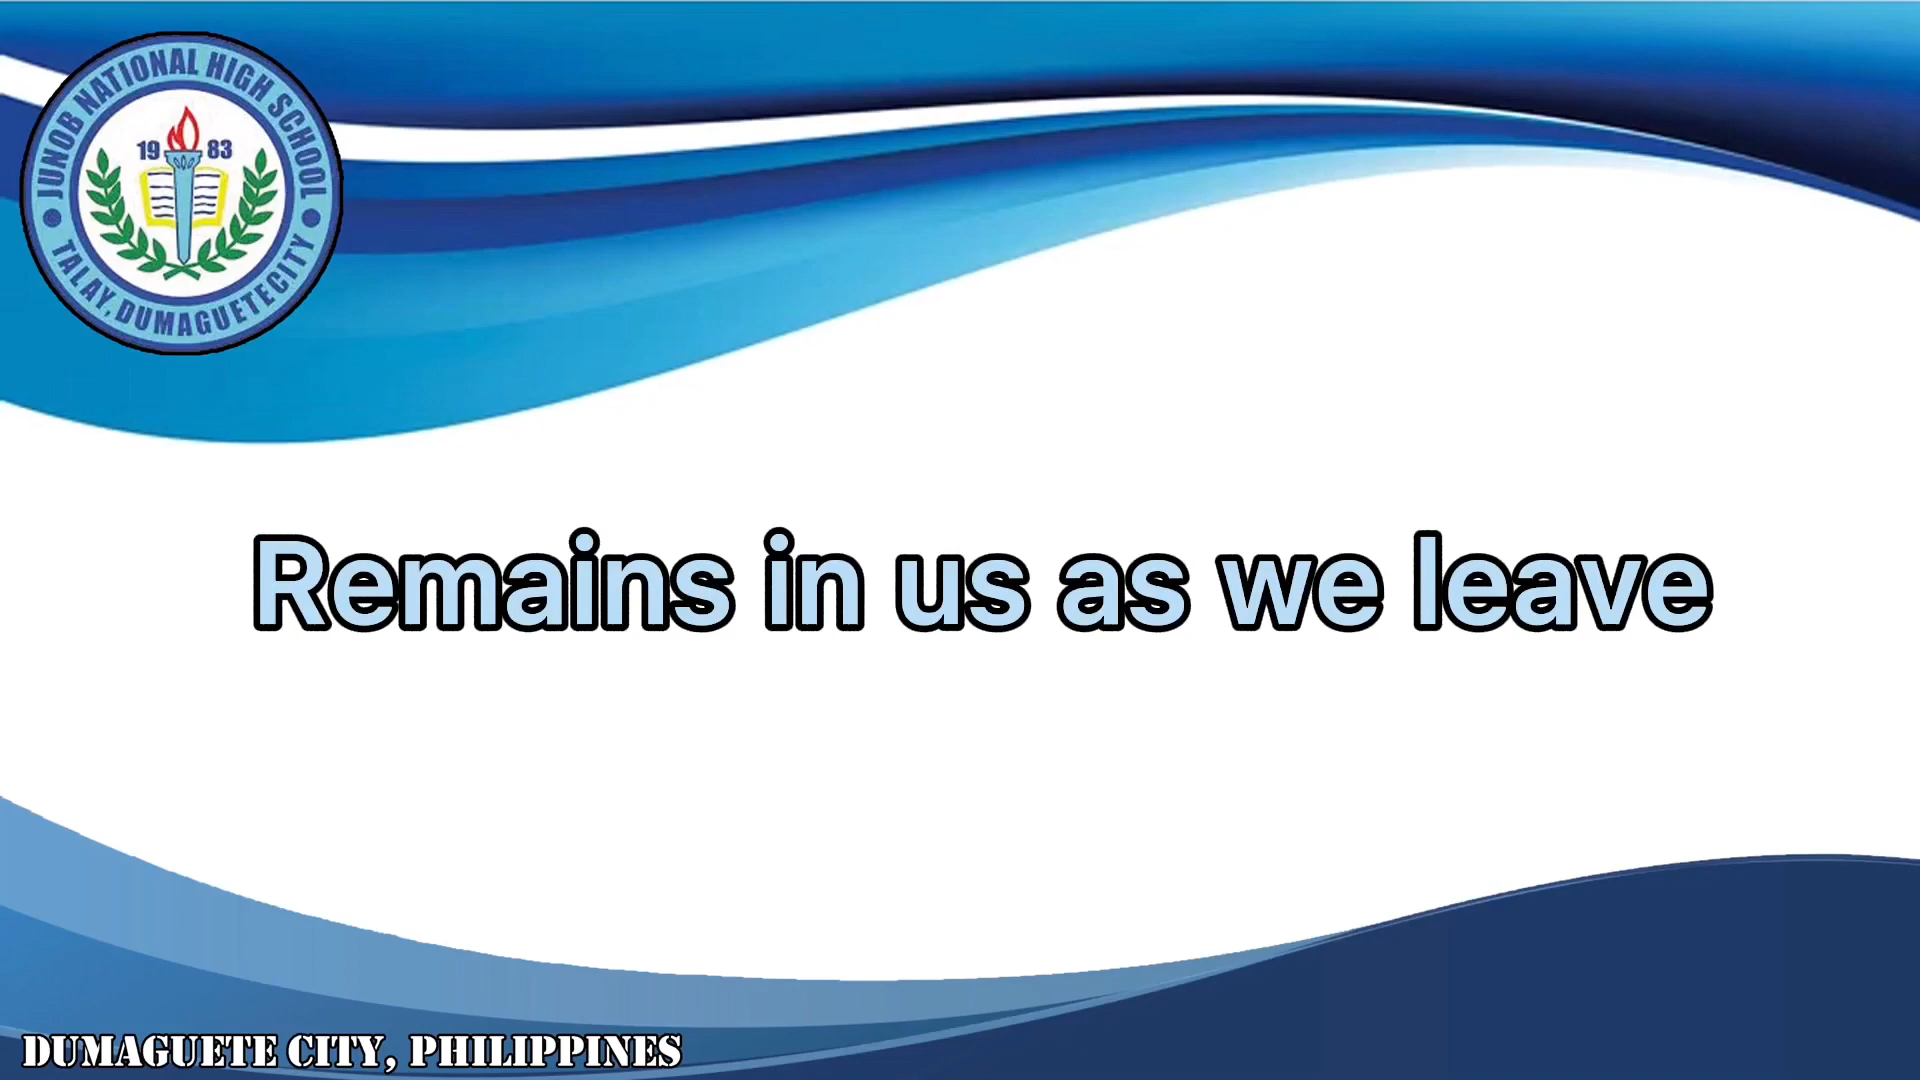 JUNOB NATIONAL HIGH SCHOOL
19 83
TALAY, DUMAGUETE CITY
Remains in us as we leave
DUMAGUETE CITY, PHILIPPINES